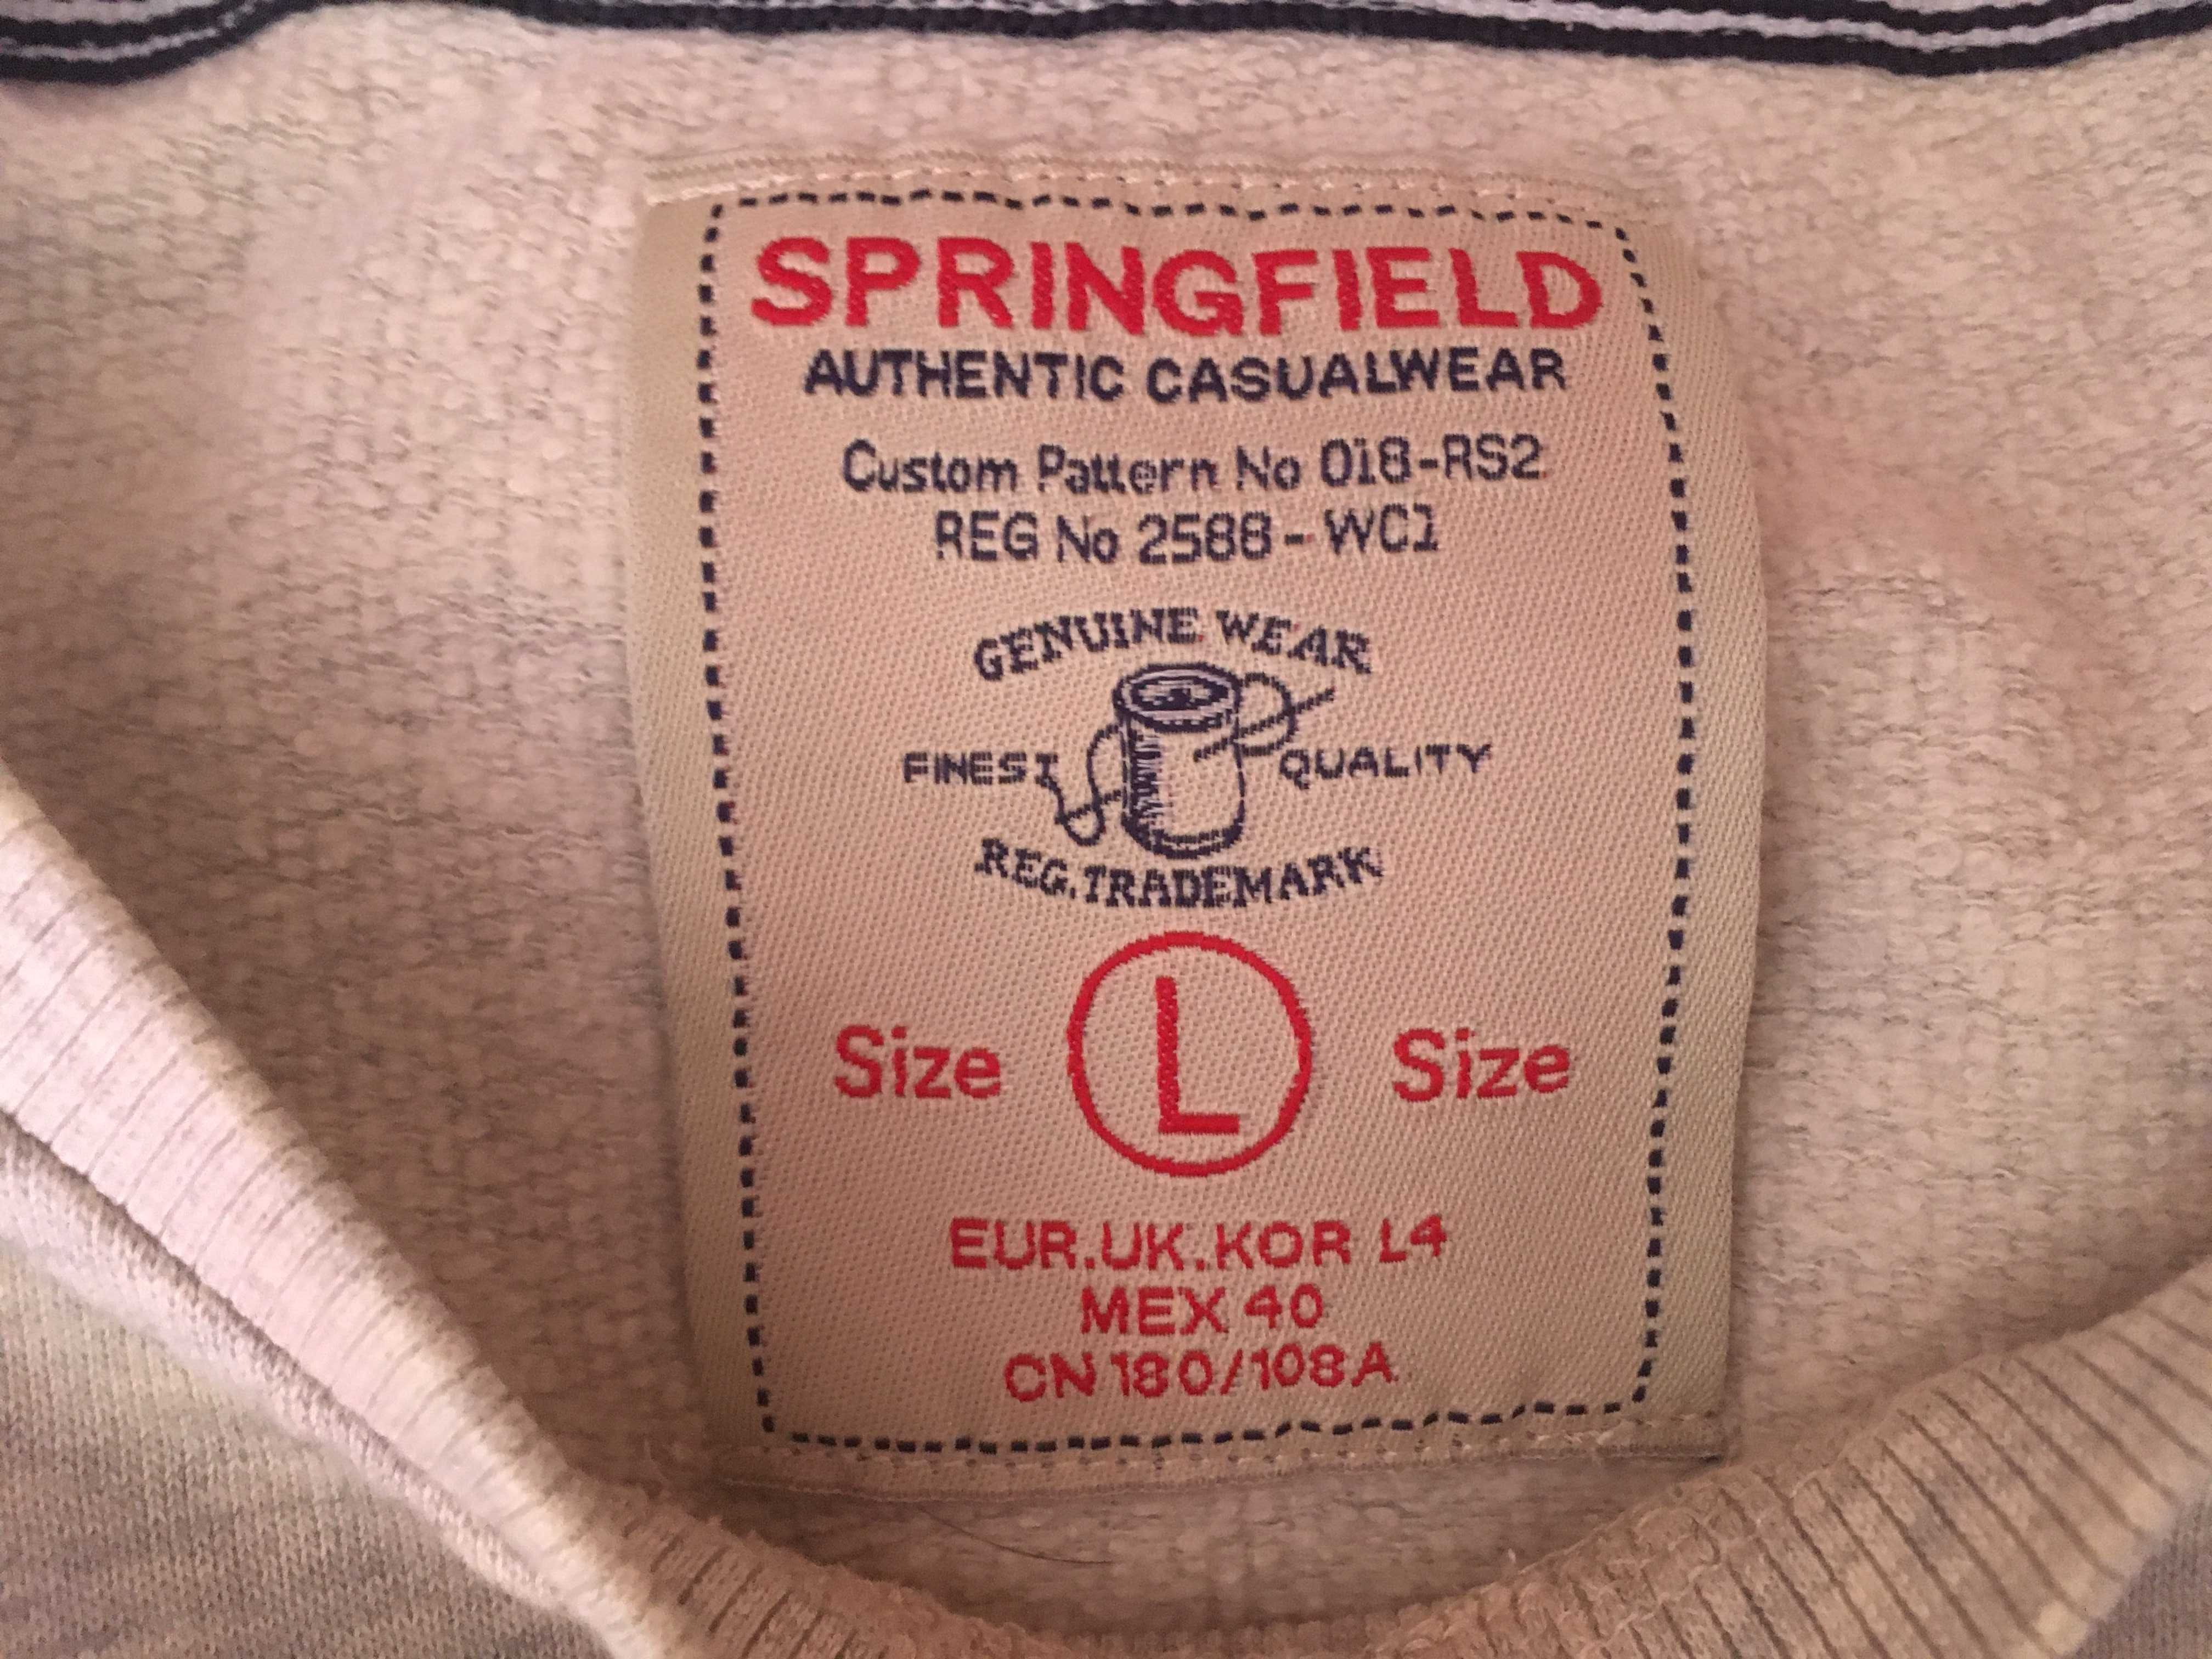 SPRINGFIELD
AUTHENTIC CASUALWEAR
Custom Pattern No 018-RS2
REG No 2588- WC1
GENUINE WEAR
FINEST QUALITY
REG. TRADEMARK
Size L Size
EUR.UK.KOR L4
MEX 40
CN 180/108A